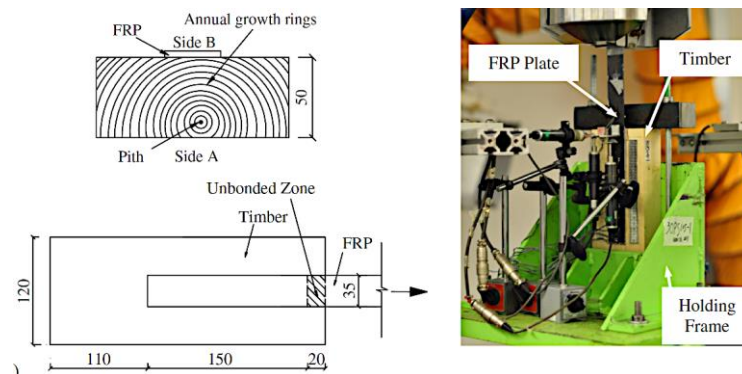 Annual growth rings
FRP
Side B
50
Pith
Side A
Unbonded Zone
Timber
FRP
120
35
110
150
20
)
FRP Plate
Timber
Holding
Frame